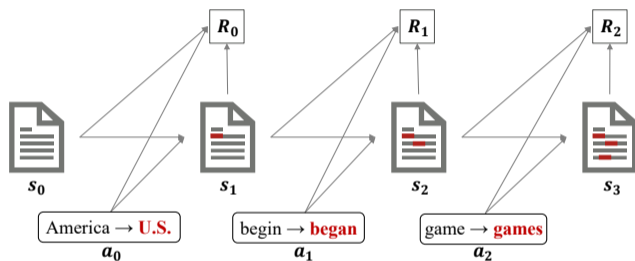 R₀ R₁ R₂
s₀ s₁ s₂ s₃
America → U.S. begin → began game → games
a₀ a₁ a₂